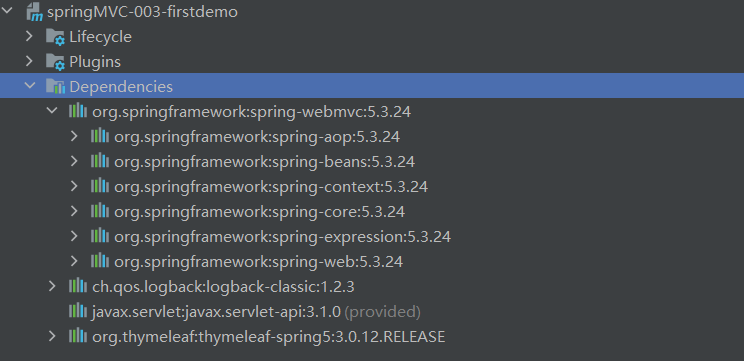 springMVC-003-firstdemo
Lifecycle
Plugins
Dependencies
org.springframework:spring-webmvc:5.3.24
org.springframework:spring-aop:5.3.24
org.springframework:spring-beans:5.3.24
org.springframework:spring-context:5.3.24
org.springframework:spring-core:5.3.24
org.springframework:spring-expression:5.3.24
org.springframework:spring-web:5.3.24
ch.qos.logback:logback-classic:1.2.3
javax.servlet:javax.servlet-api:3.1.0 (provided)
org.thymeleaf:thymeleaf-spring5:3.0.12.RELEASE